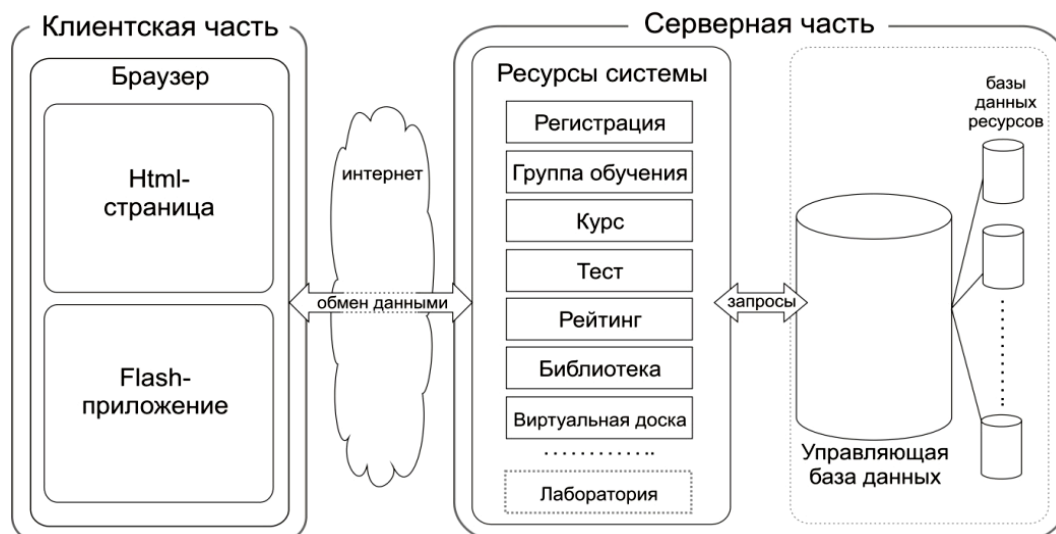 Клиентская часть
Браузер
Html-
страница
Flash-
приложение
интернет
обмен данными
Серверная часть
Ресурсы системы
Регистрация
Группа обучения
Курс
Тест
Рейтинг
Библиотека
Виртуальная доска
Лаборатория
запросы
базы
данных
ресурсов
Управляющая
база данных